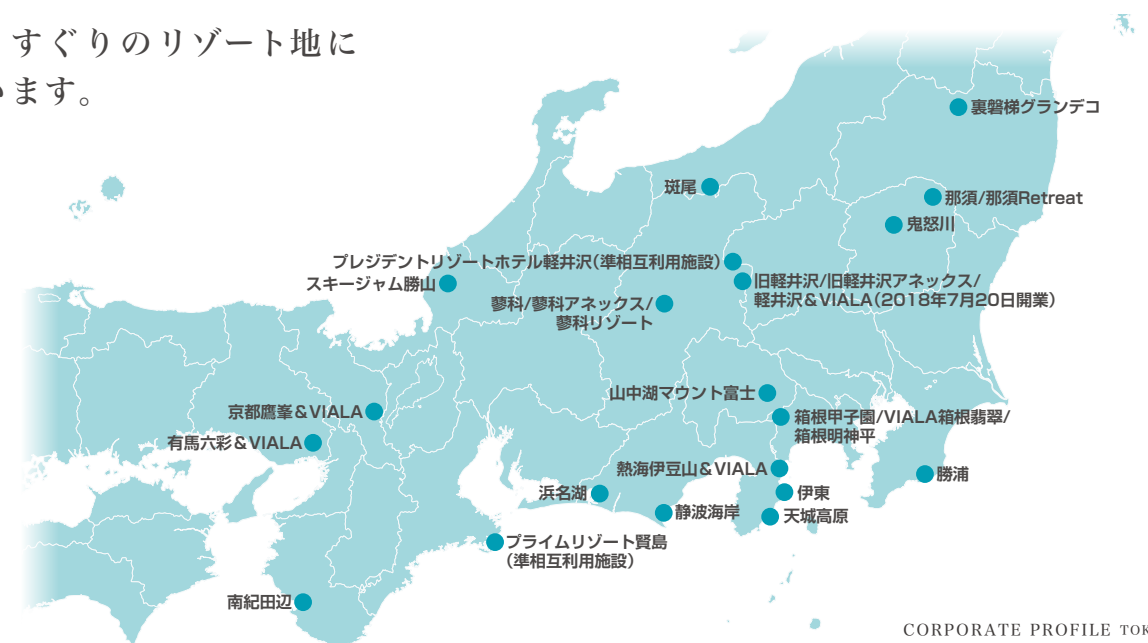 すぐりのリゾート地に
います。
裏磐梯グランデコ
斑尾
那須/那須Retreat
鬼怒川
プレジデントリゾートホテル軽井沢(準相互利用施設)
スキージャム勝山
旧軽井沢/旧軽井沢アネックス/
軽井沢&VIALA(2018年7月20日開業)
蓼科/蓼科アネックス/
蓼科リゾート
山中湖マウント富士
京都鷹峯&VIALA
箱根甲子園/VIALA箱根翡翠/
箱根明神平
有馬六彩&VIALA
熱海伊豆山&VIALA
勝浦
浜名湖
伊東
静波海岸
天城高原
プライムリゾート賢島
(準相互利用施設)
南紀田辺
CORPORATE PROFILE TOK